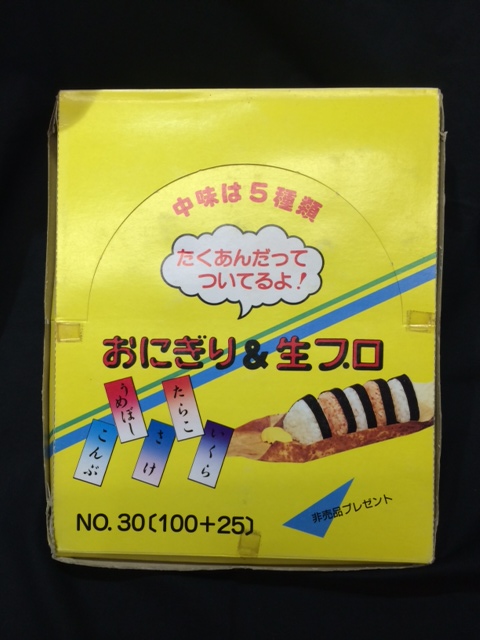 中味は5種類
たくあんだって
ついてるよ!
おにぎり&生プロ
うめぼし
たらこ
こんぶ
さけ
いくら
非売品プレゼント
NO.30(100+25)